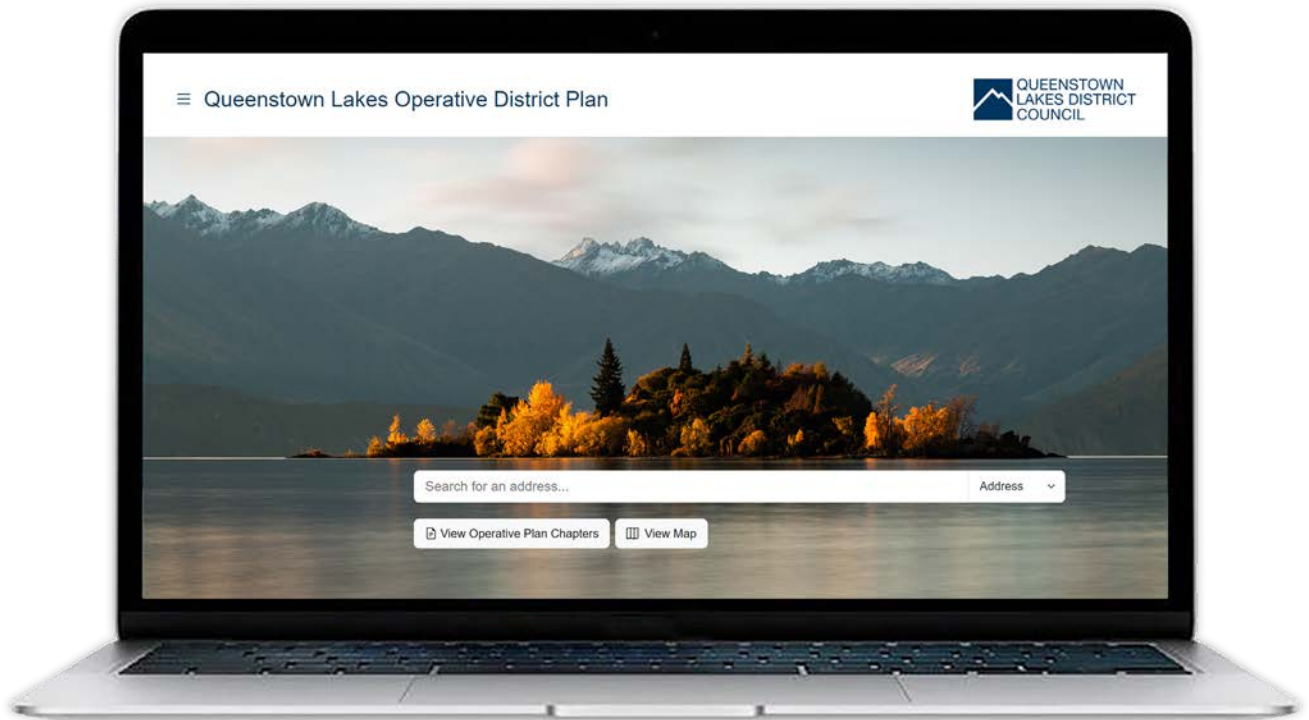 Queenstown Lakes Operative District Plan
QUEENSTOWN
LAKES DISTRICT
COUNCIL
Search for an address...
Address
View Operative Plan Chapters
View Map